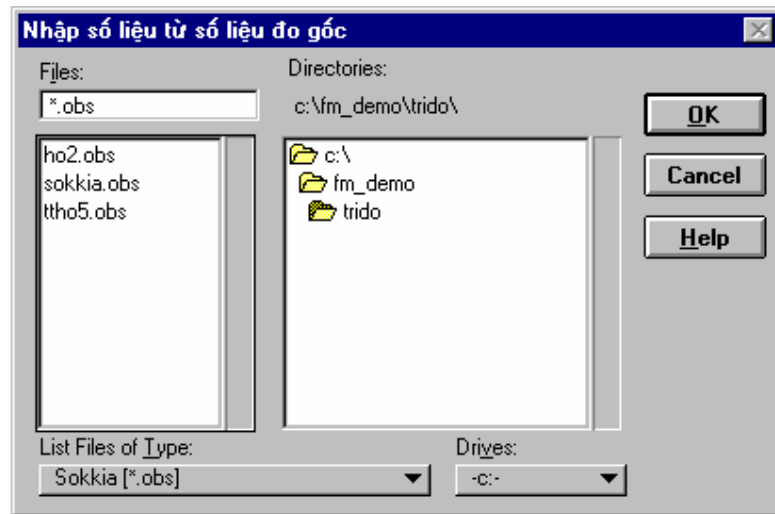 Nhập số liệu từ số liệu đo gốc
Files:
*.obs
ho2.obs
sokkia.obs
ttho5.obs
List Files of Type:
Sokkia [*.obs]
Directories:
c:\fm_demo\trido\
c:\
fm_demo
trido
Drives:
-c:-
OK
Cancel
Help